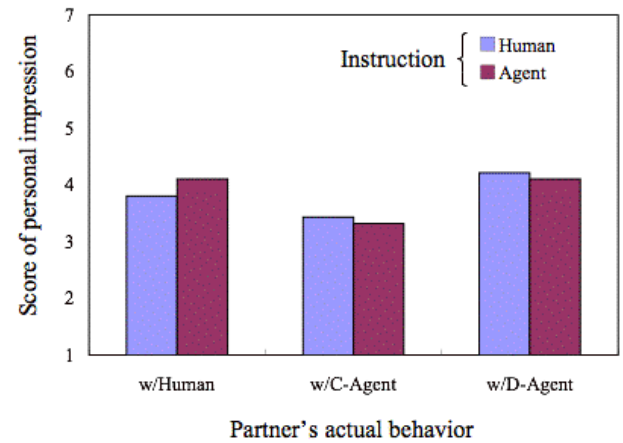 7
6
5
4
3
2
1
Score of personal impression
Instruction
Human
Agent
w/Human
w/C-Agent
w/D-Agent
Partner's actual behavior